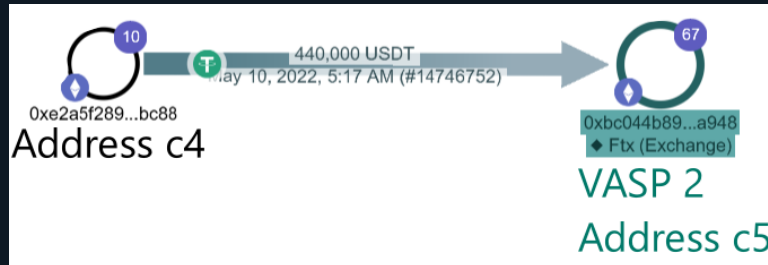 10
440,000 USDT
May 10, 2022, 5:17 AM (#14746752)
67
0xe2a5f289...bc88
Address c4
0xbc044b89...a948
◆ Ftx (Exchange)
VASP 2
Address c5